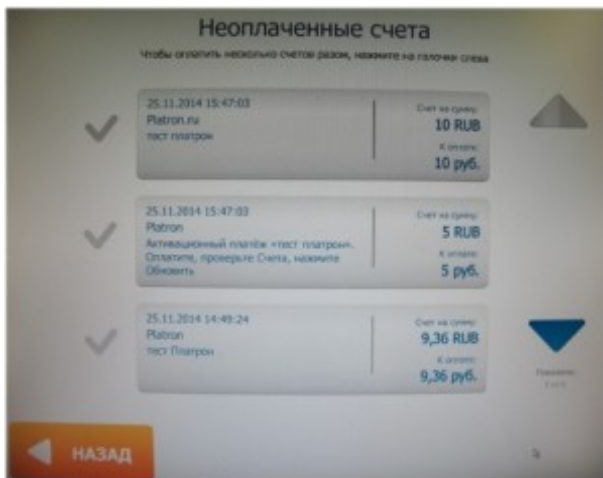 Неоплаченные счета
Чтобы оплатить несколько счетов разом, нажмите на галочки слева
25.11.2014 15:47:03
Platron.ru
тест платрон
Счет на сумму:
10 RUB
К оплате:
10 руб.
25.11.2014 15:47:03
Platron
Активационный платёж «тест платрон».
Оплатите, проверьте Счета, нажмите
Обновить
Счет на сумму:
5 RUB
К оплате:
5 руб.
25.11.2014 14:49:24
Platron
тест Платрон
Счет на сумму:
9,36 RUB
К оплате:
9,36 руб.
НАЗАД